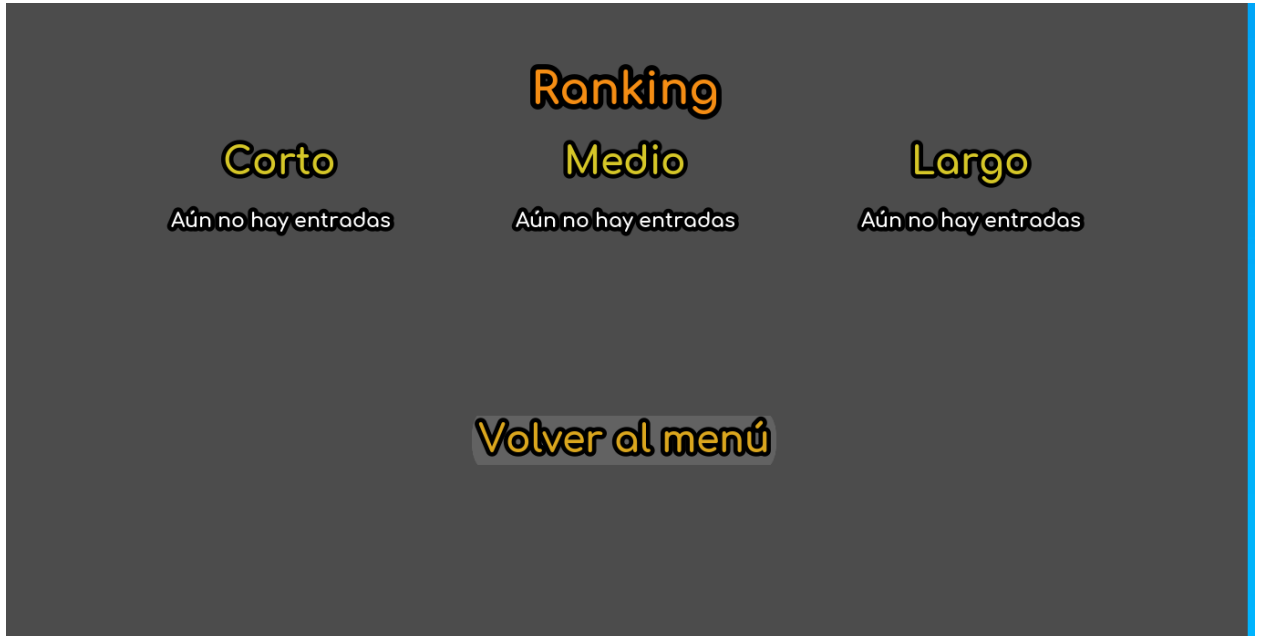 Ranking
Corto
Medio
Largo
Aún no hay entradas
Aún no hay entradas
Aún no hay entradas
Volver al menú